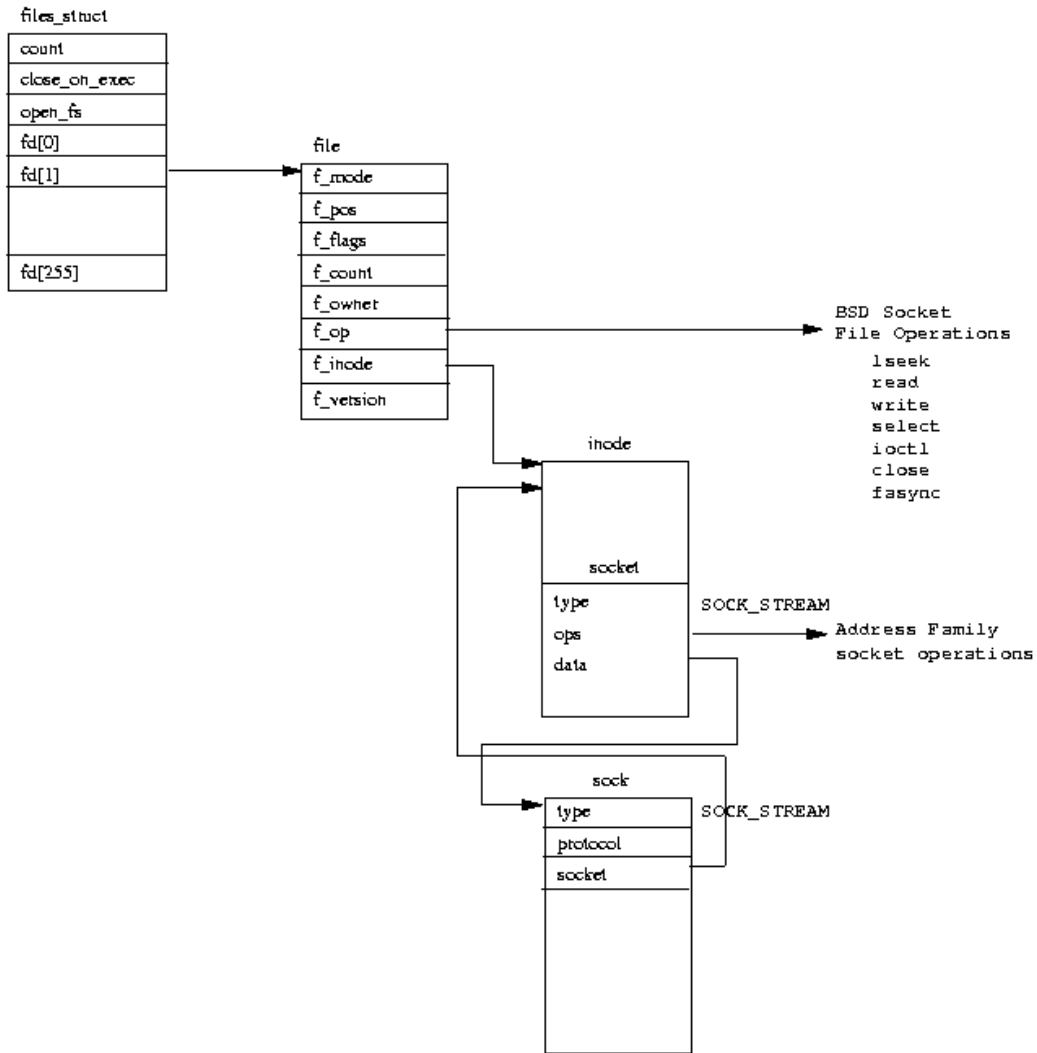 files_struct
count
close_on_exec
open_fs
fd[0]
fd[1]
fd[255]
file
f_mode
f_pos
f_flags
f_count
f_owner
f_op
f_inode
f_version
BSD Socket
File Operations
lseek
read
write
select
ioctl
close
fasync
inode
socket
type
SOCK_STREAM
ops
data
Address Family
socket operations
sock
type
SOCK_STREAM
protocol
socket